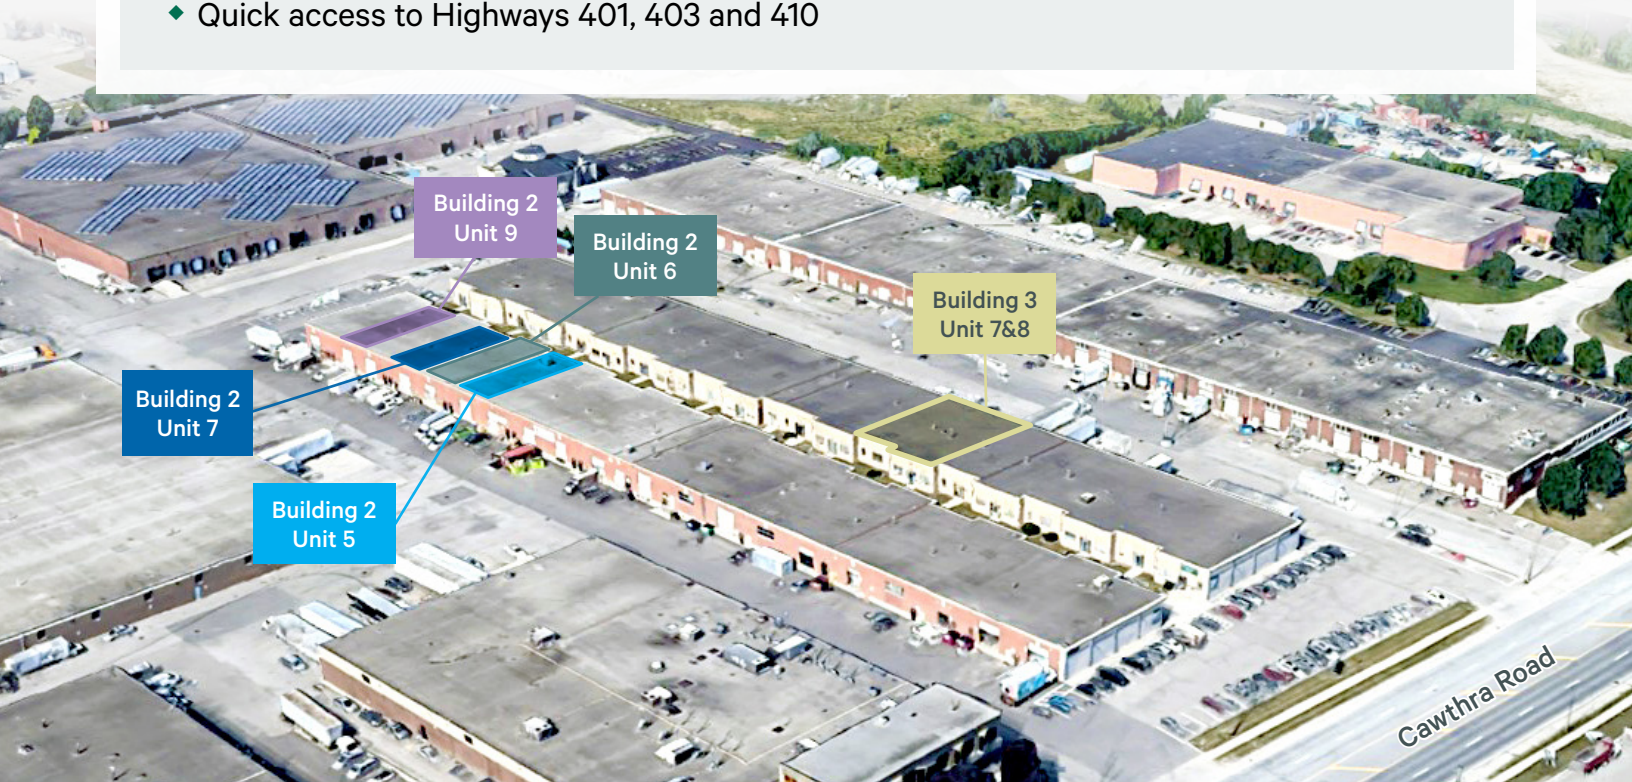 Quick access to Highways 401, 403 and 410
Building 2
Unit 9
Building 2
Unit 6
Building 3
Unit 7&8
Building 2
Unit 7
Building 2
Unit 5
Cawthra Road